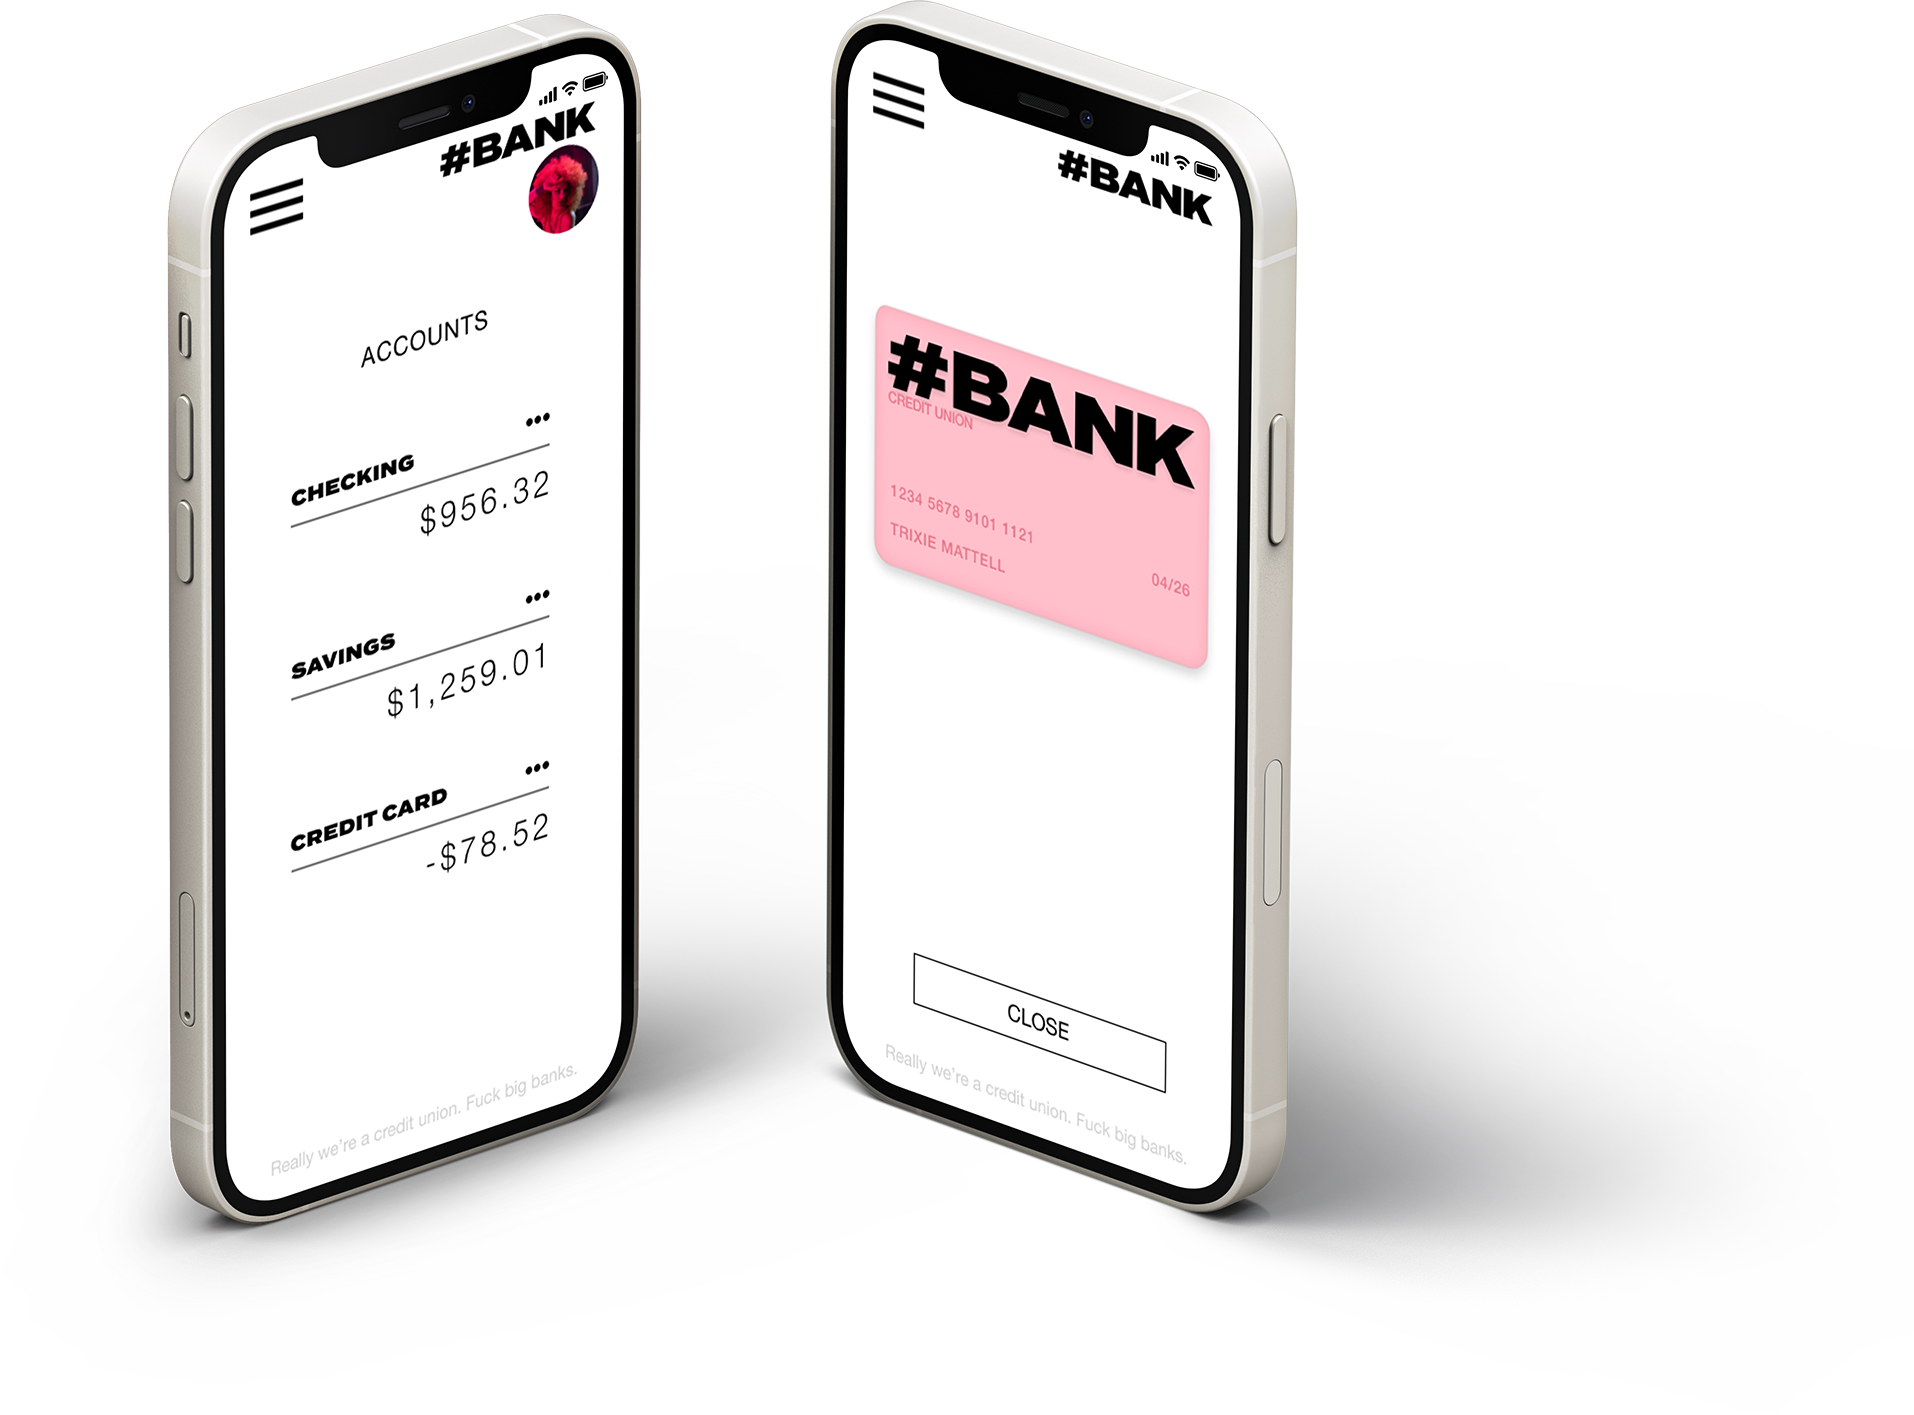 #BANK
ACCOUNTS
•••
CHECKING
$956.32
•••
SAVINGS
$1,259.01
•••
CREDIT CARD
-$78.52
Really we’re a credit union. Fuck big banks.
#BANK
#BANK
CREDIT UNION
1234 5678 9101 1121
TRIXIE MATTELL
04/26
CLOSE
Really we’re a credit union. Fuck big banks.